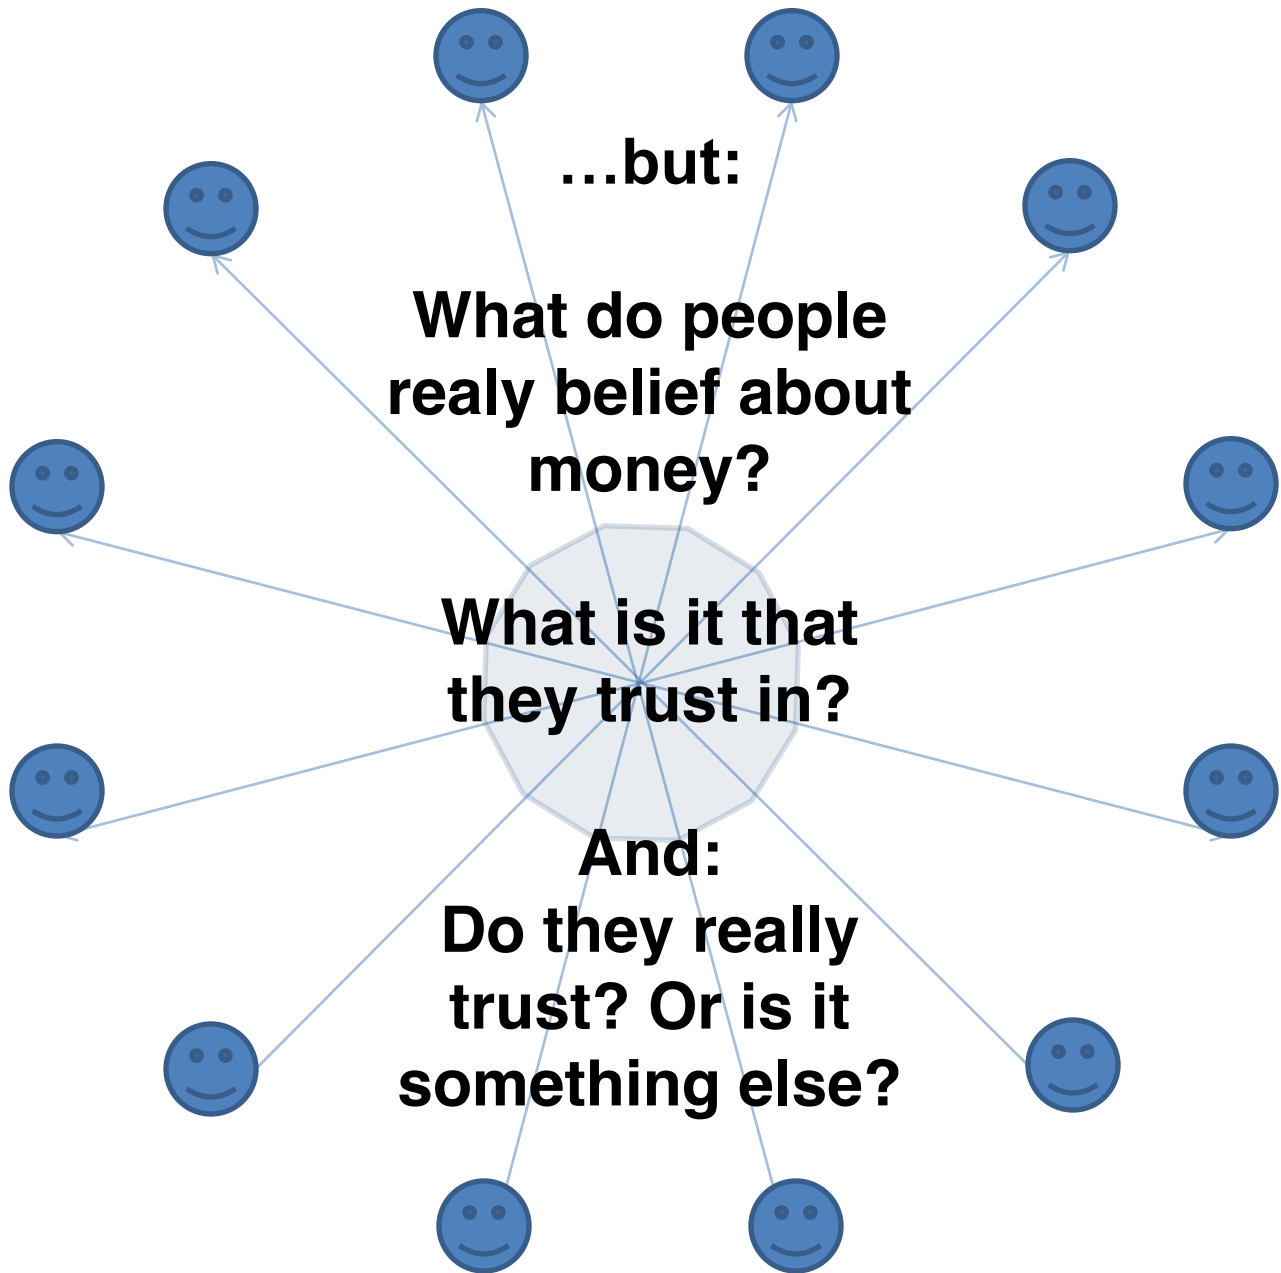 …but:
What do people
realy belief about
money?
What is it that
they trust in?
And:
Do they really
trust? Or is it
something else?